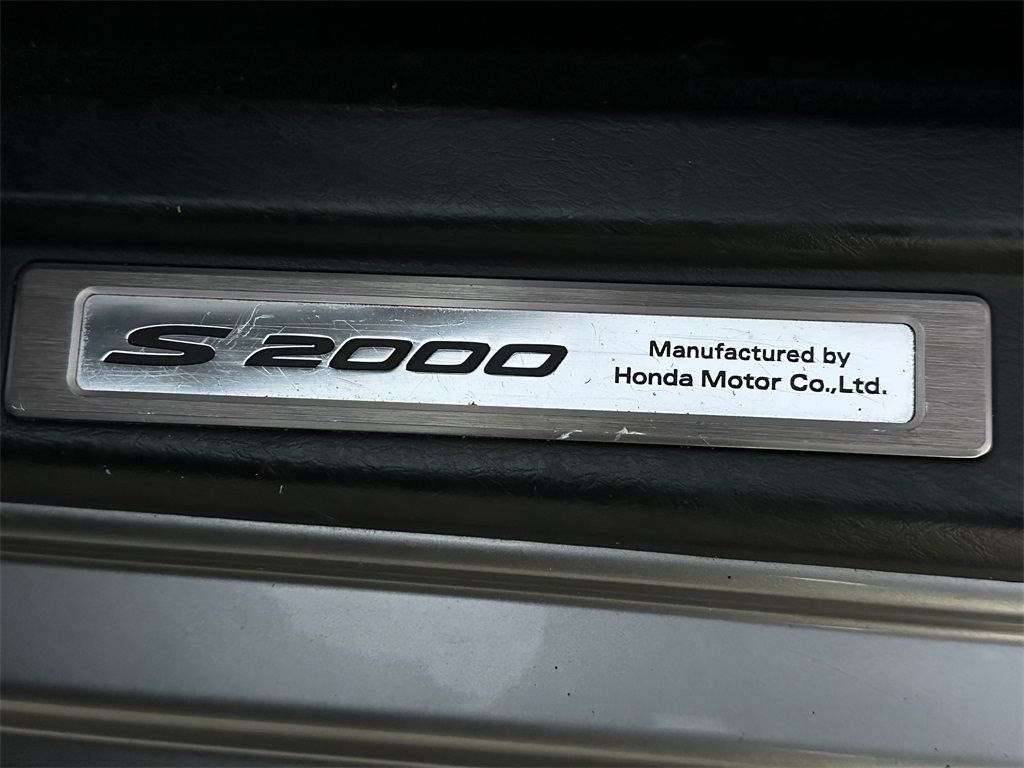 S2000
Manufactured by
Honda Motor Co.,Ltd.